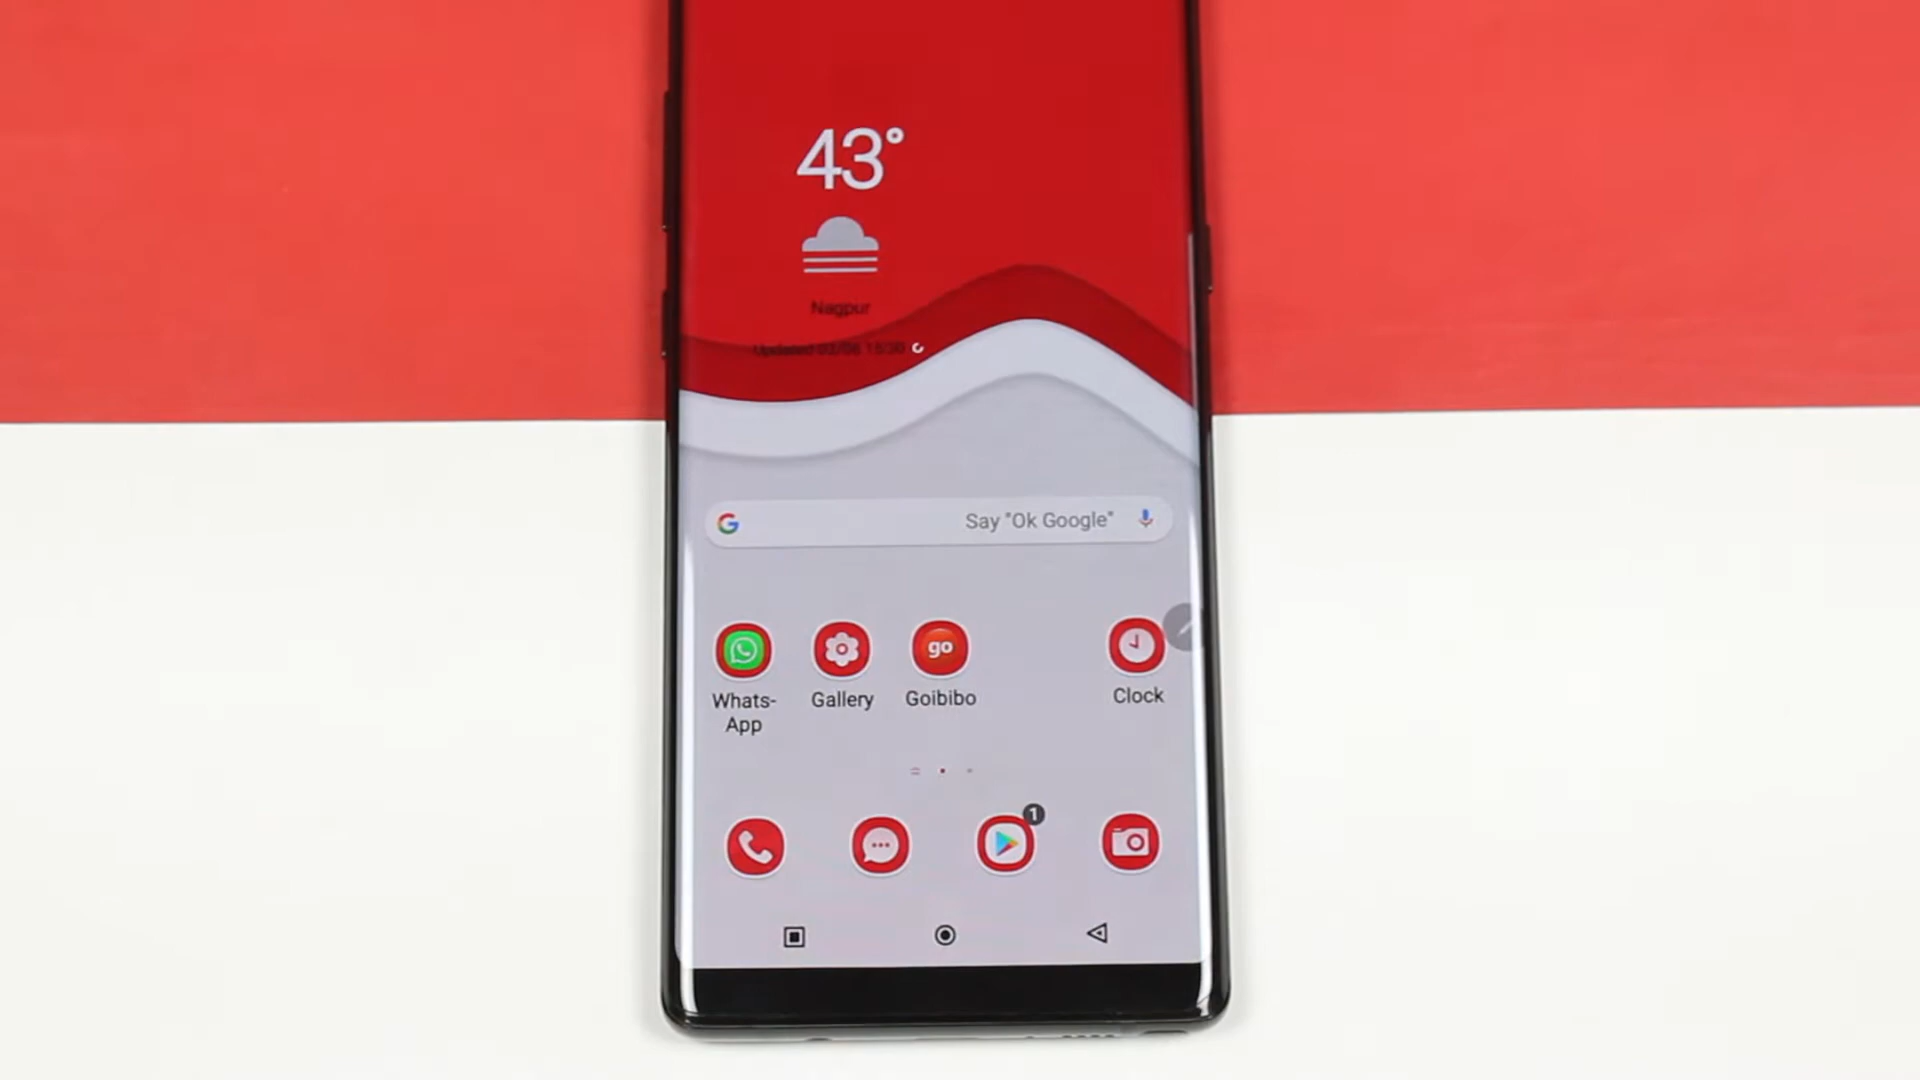 43°
Nagpur
Say "Ok Google"
go
Whats-
App
Gallery
Goibibo
Clock
1